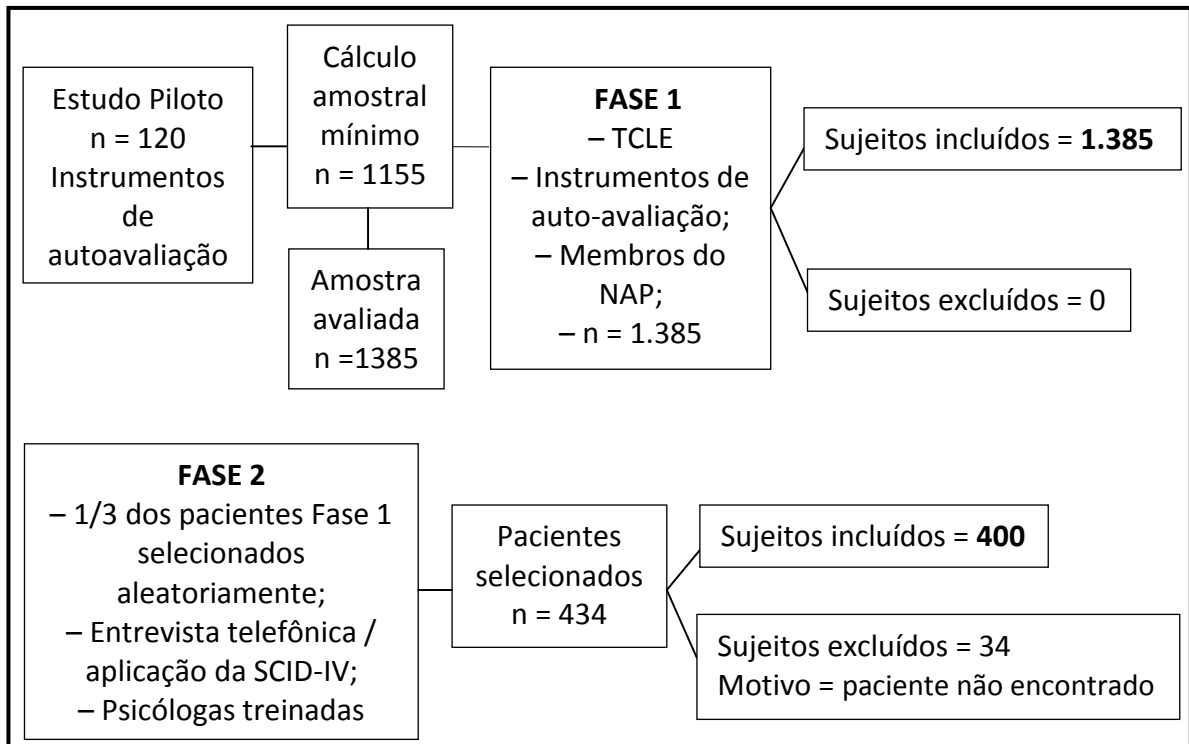 Estudo Piloto
n = 120
Instrumentos
de
autoavaliação
Cálculo
amostral
mínimo
n = 1155
Amostra
avaliada
n =1385
FASE 1
– TCLE
– Instrumentos de
auto-avaliação;
– Membros do
NAP;
– n = 1.385
Sujeitos incluídos = 1.385
Sujeitos excluídos = 0
FASE 2
– 1/3 dos pacientes Fase 1
selecionados
aleatoriamente;
– Entrevista telefônica /
aplicação da SCID-IV;
– Psicólogas treinadas
Pacientes
selecionados
n = 434
Sujeitos incluídos = 400
Sujeitos excluídos = 34
Motivo = paciente não encontrado